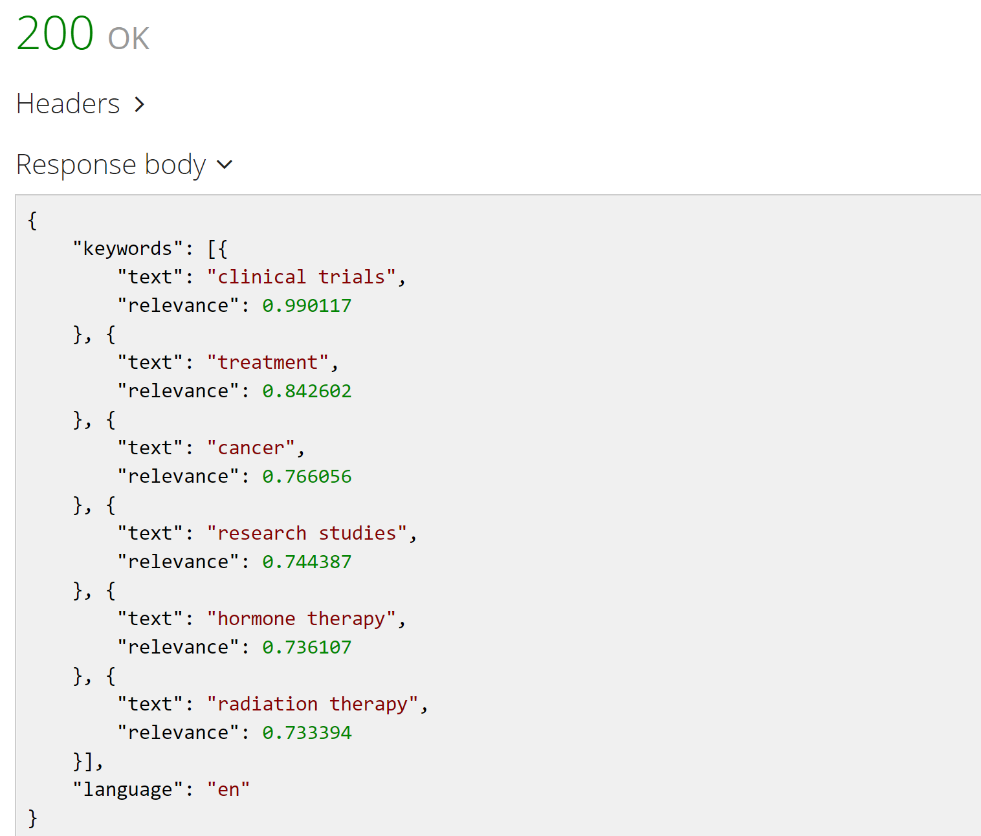 200 OK
Headers
Response body
{
    "keywords": [{
        "text": "clinical trials",
        "relevance": 0.990117
    }, {
        "text": "treatment",
        "relevance": 0.842602
    }, {
        "text": "cancer",
        "relevance": 0.766056
    }, {
        "text": "research studies",
        "relevance": 0.744387
    }, {
        "text": "hormone therapy",
        "relevance": 0.736107
    }, {
        "text": "radiation therapy",
        "relevance": 0.733394
    }],
    "language": "en"
}